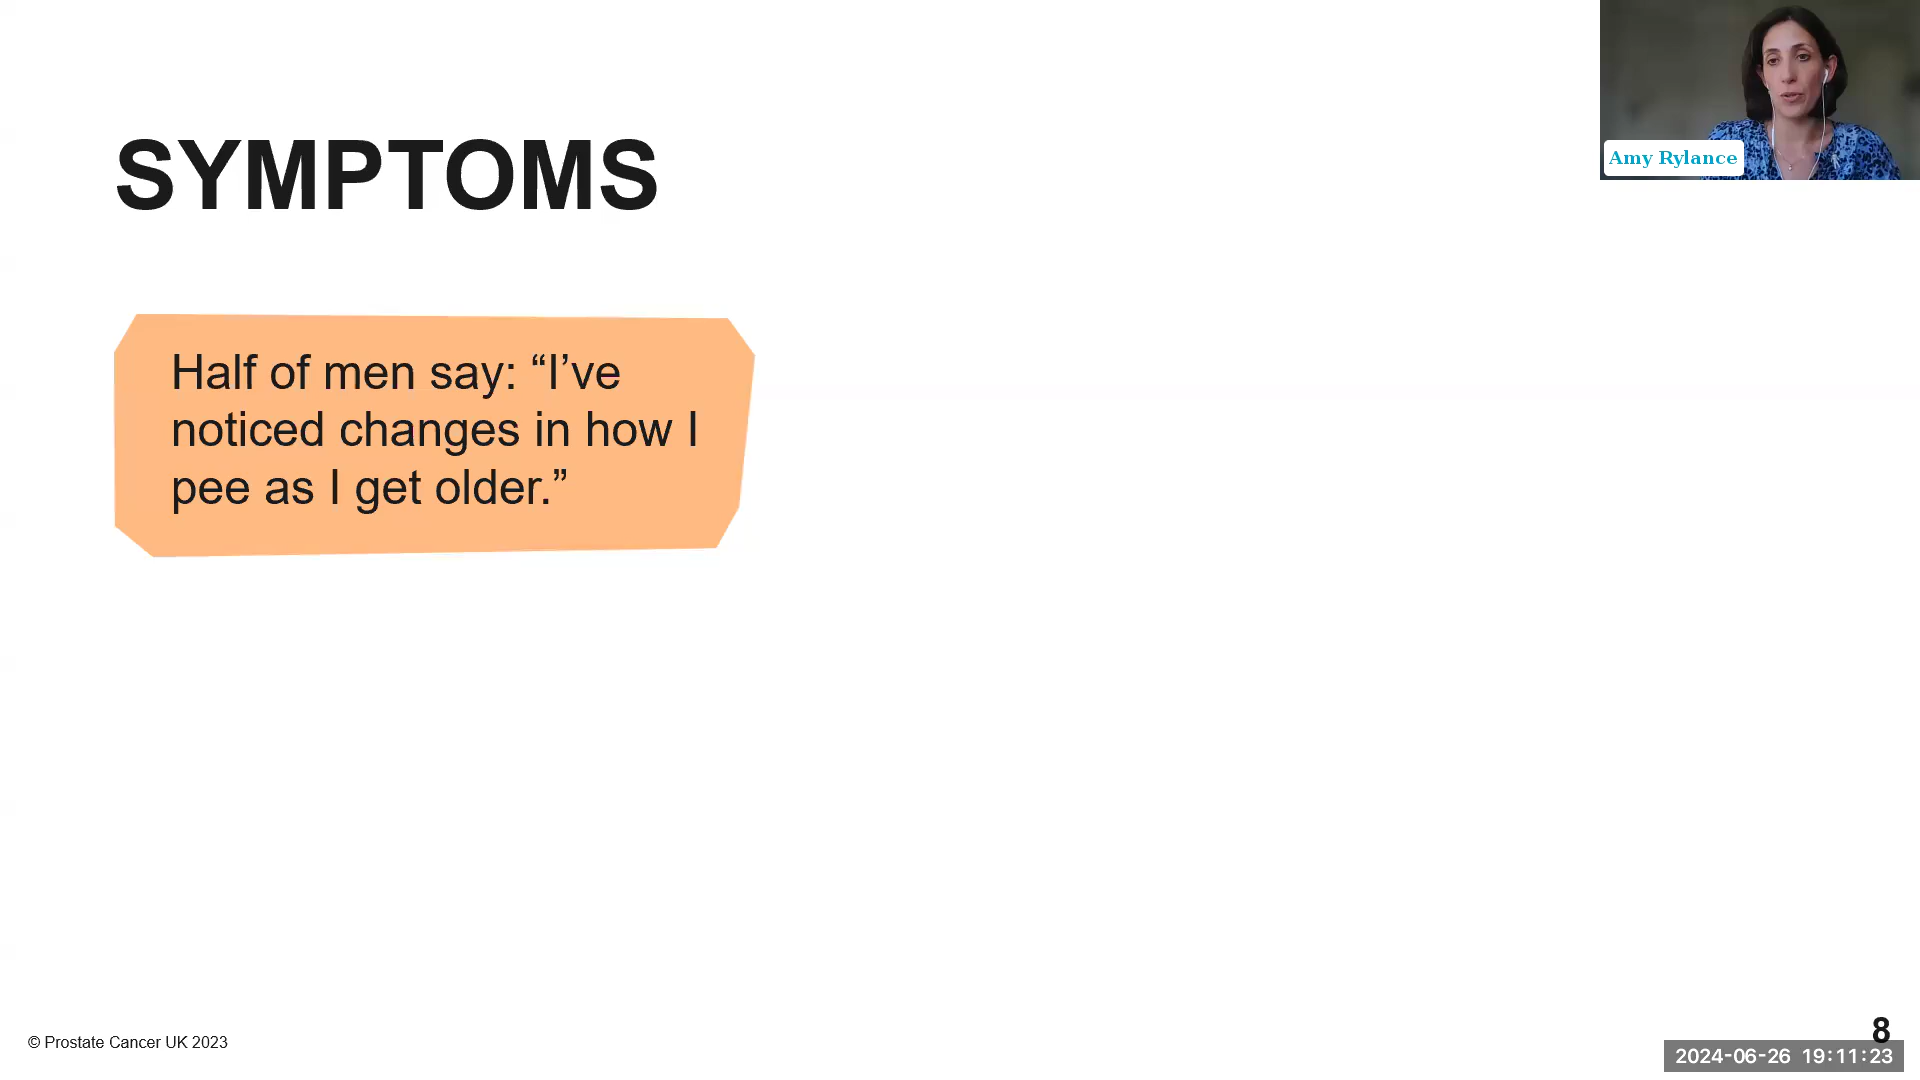 SYMPTOMS
Amy Rylance
Half of men say: “I’ve
noticed changes in how I
pee as I get older.”
© Prostate Cancer UK 2023
8
2024-06-26 19:11:23